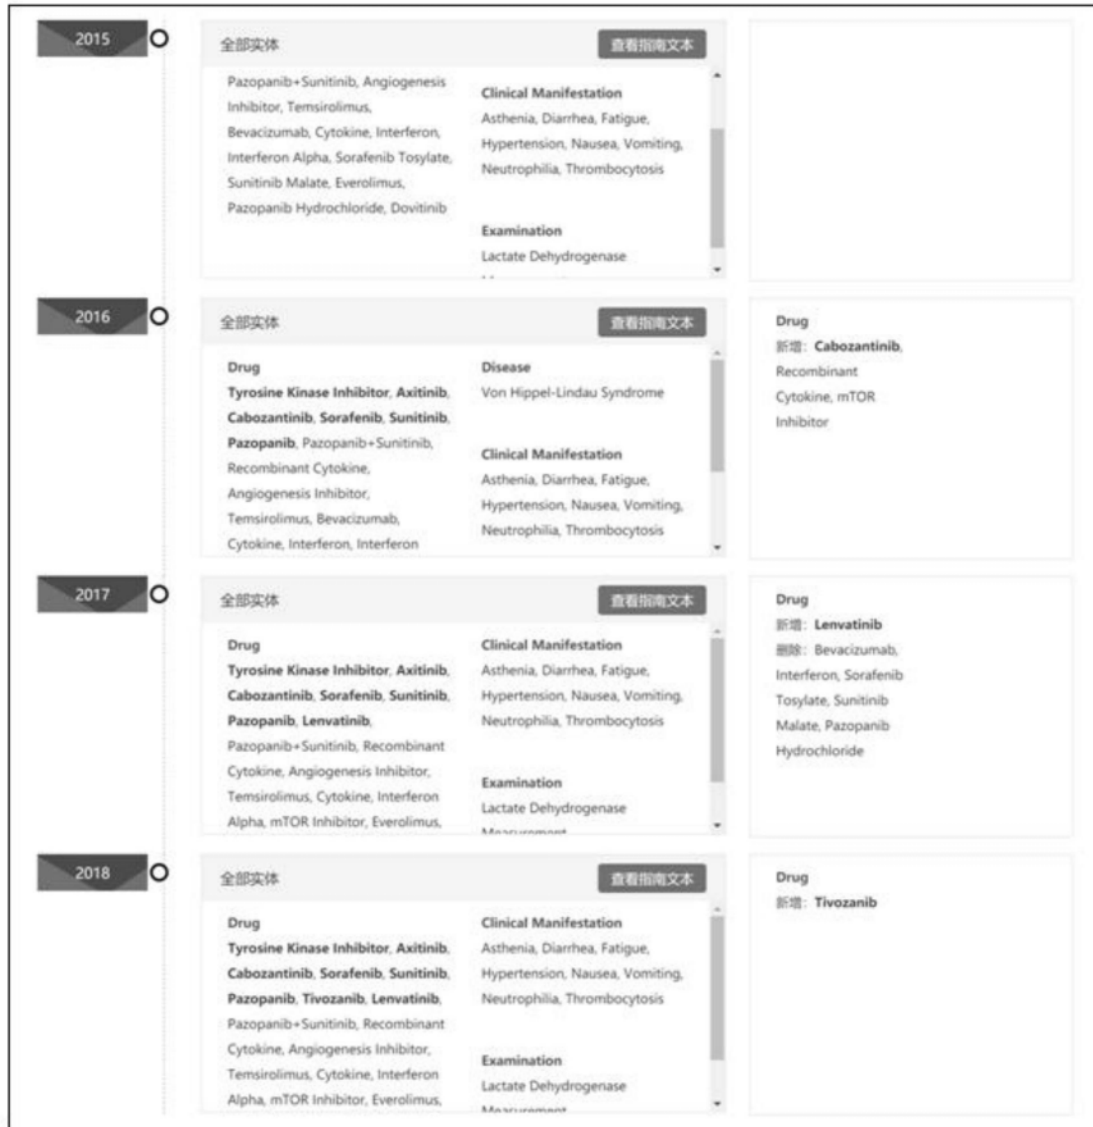 2015
全部实体
查看指南文本
Pazopanib+Sunitinib, Angiogenesis
Inhibitor, Temsirolimus,
Bevacizumab, Cytokine, Interferon,
Interferon Alpha, Sorafenib Tosylate,
Sunitinib Malate, Everolimus,
Pazopanib Hydrochloride, Dovitinib
Clinical Manifestation
Asthenia, Diarrhea, Fatigue,
Hypertension, Nausea, Vomiting,
Neutrophilia, Thrombocytosis
Examination
Lactate Dehydrogenase
2016
全部实体
查看指南文本
Drug
Tyrosine Kinase Inhibitor, Axitinib,
Cabozantinib, Sorafenib, Sunitinib,
Pazopanib, Pazopanib+Sunitinib,
Recombinant Cytokine,
Angiogenesis Inhibitor,
Temsirolimus, Bevacizumab,
Cytokine, Interferon, Interferon
Disease
Von Hippel-Lindau Syndrome
Clinical Manifestation
Asthenia, Diarrhea, Fatigue,
Hypertension, Nausea, Vomiting,
Neutrophilia, Thrombocytosis
Drug
新增：Cabozantinib,
Recombinant
Cytokine, mTOR
Inhibitor
2017
全部实体
查看指南文本
Drug
Tyrosine Kinase Inhibitor, Axitinib,
Cabozantinib, Sorafenib, Sunitinib,
Pazopanib, Lenvatinib,
Pazopanib+Sunitinib, Recombinant
Cytokine, Angiogenesis Inhibitor,
Temsirolimus, Cytokine, Interferon
Alpha, mTOR Inhibitor, Everolimus,
Clinical Manifestation
Asthenia, Diarrhea, Fatigue,
Hypertension, Nausea, Vomiting,
Neutrophilia, Thrombocytosis
Examination
Lactate Dehydrogenase
Measurement
Drug
新增：Lenvatinib
删除：Bevacizumab,
Interferon, Sorafenib
Tosylate, Sunitinib
Malate, Pazopanib
Hydrochloride
2018
全部实体
查看指南文本
Drug
Tyrosine Kinase Inhibitor, Axitinib,
Cabozantinib, Sorafenib, Sunitinib,
Pazopanib, Tivozanib, Lenvatinib,
Pazopanib+Sunitinib, Recombinant
Cytokine, Angiogenesis Inhibitor,
Temsirolimus, Cytokine, Interferon
Alpha, mTOR Inhibitor, Everolimus,
Clinical Manifestation
Asthenia, Diarrhea, Fatigue,
Hypertension, Nausea, Vomiting,
Neutrophilia, Thrombocytosis
Examination
Lactate Dehydrogenase
Measurement
Drug
新增：Tivozanib